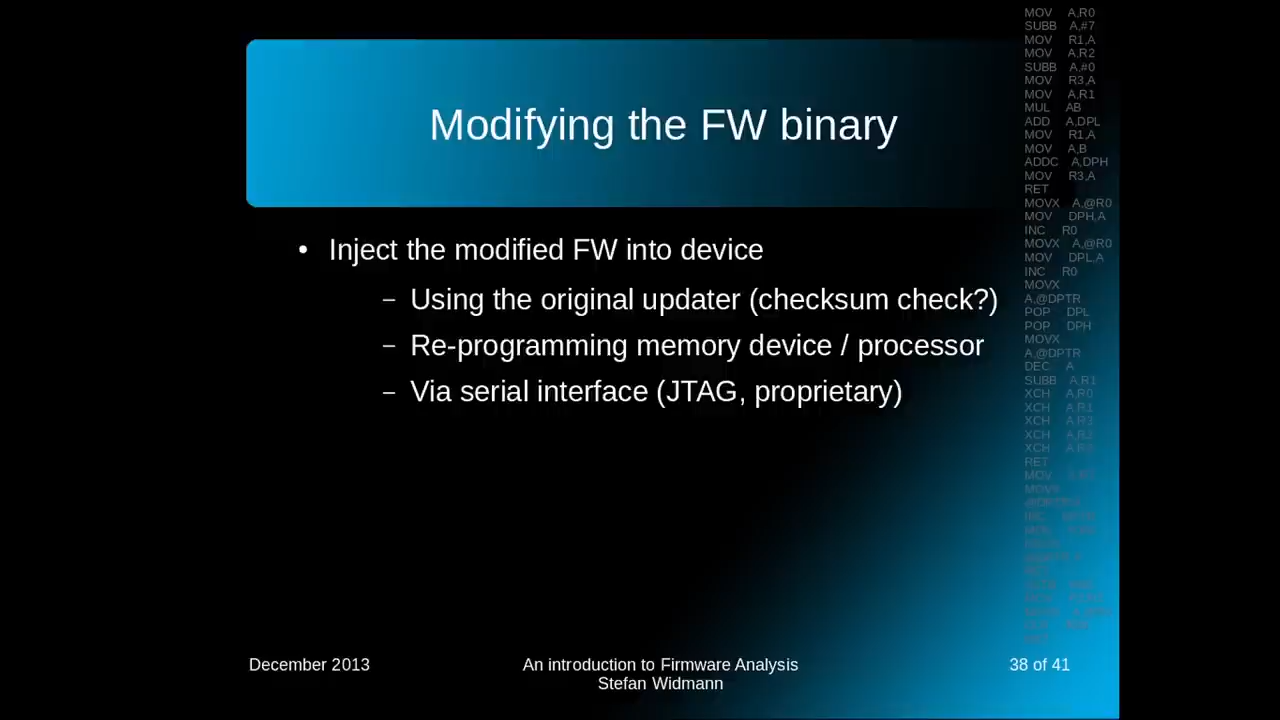 Modifying the FW binary
• Inject the modified FW into device
– Using the original updater (checksum check?)
– Re-programming memory device / processor
– Via serial interface (JTAG, proprietary)
MOV A,R0
SUBB A,#7
MOV R1,A
MOV A,R2
SUBB A,#0
MOV R3,A
MOV A,R1
MUL AB
ADD A,DPL
MOV R1,A
MOV A,B
ADDC A,DPH
MOV R3,A
RET
MOVX A,@R0
MOV DPH,A
INC R0
MOVX A,@R0
MOV DPL,A
INC R0
MOVX
A,@DPTR
POP DPL
POP DPH
MOVX
A,@DPTR
DEC A
SUBB A,R1
XCH A,R0
XCH A,R1
XCH A,R3
XCH A,R2
XCH
RET
MOV
December 2013
An introduction to Firmware Analysis
Stefan Widmann
38 of 41